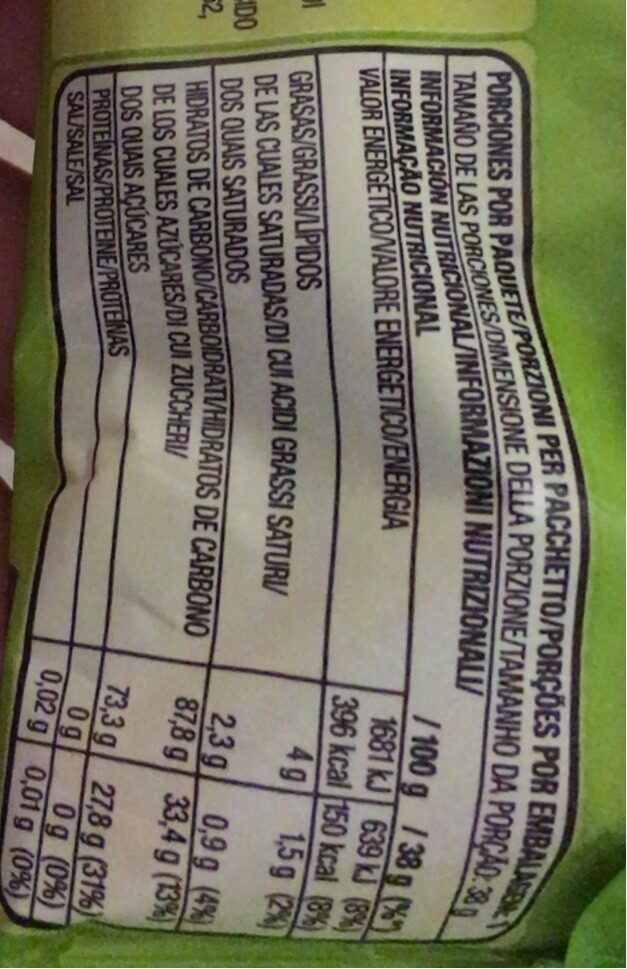 PORCIONES POR PAQUETE/PORZIONI PER PACCHETTO/PORÇÕES POR EMBALAGEM: 1
TAMAÑO DE LAS PORCIONES/DIMENSIONE DELLA PORZIONE/TAMANHO DA PORÇÃO: 38 g
INFORMACIÓN NUTRICIONAL/INFORMAZIONI NUTRIZIONALI/
INFORMAÇÃO NUTRICIONAL / 100 g / 38 g (%*)
VALOR ENERGÉTICO/VALORE ENERGETICO/ENERGIA 1681 kJ 639 kJ (8%)
396 kcal 150 kcal (8%)
GRASAS/GRASSI/LÍPIDOS 4 g 1,5 g (2%)
DE LAS CUALES SATURADAS/DI CUI ACIDI GRASSI SATURI/
DOS QUAIS SATURADOS 2,3 g 0,9 g (4%)
HIDRATOS DE CARBONO/CARBOIDRATI/HIDRATOS DE CARBONO 87,8 g 33,4 g (13%)
DE LOS CUALES AZÚCARES/DI CUI ZUCCHERI/
DOS QUAIS AÇÚCARES 73,3 g 27,8 g (31%)
PROTEÍNAS/PROTEINE/PROTEÍNAS 0 g 0 g (0%)
SAL/SALE/SAL 0,02 g 0,01 g (0%)